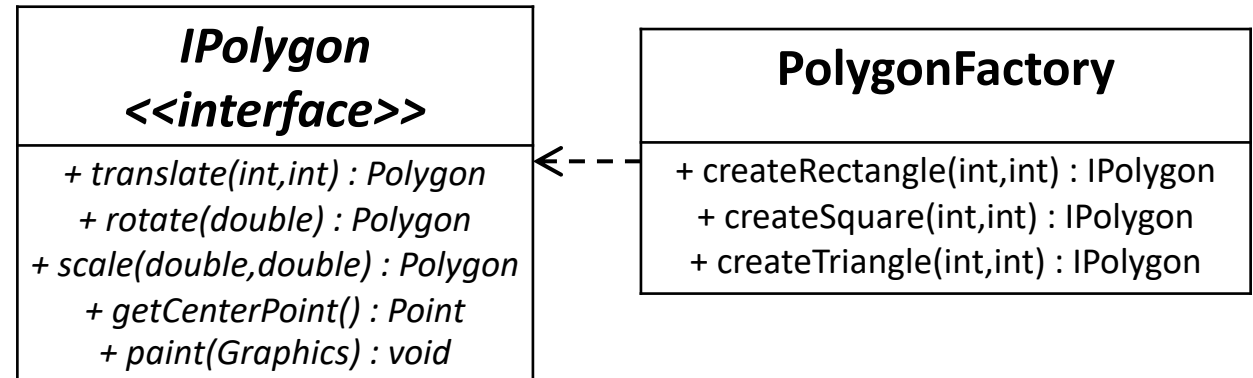 IPolygon
<<interface>>
+ translate(int,int) : Polygon
+ rotate(double) : Polygon
+ scale(double,double) : Polygon
+ getCenterPoint() : Point
+ paint(Graphics) : void
PolygonFactory
+ createRectangle(int,int) : IPolygon
+ createSquare(int,int) : IPolygon
+ createTriangle(int,int) : IPolygon